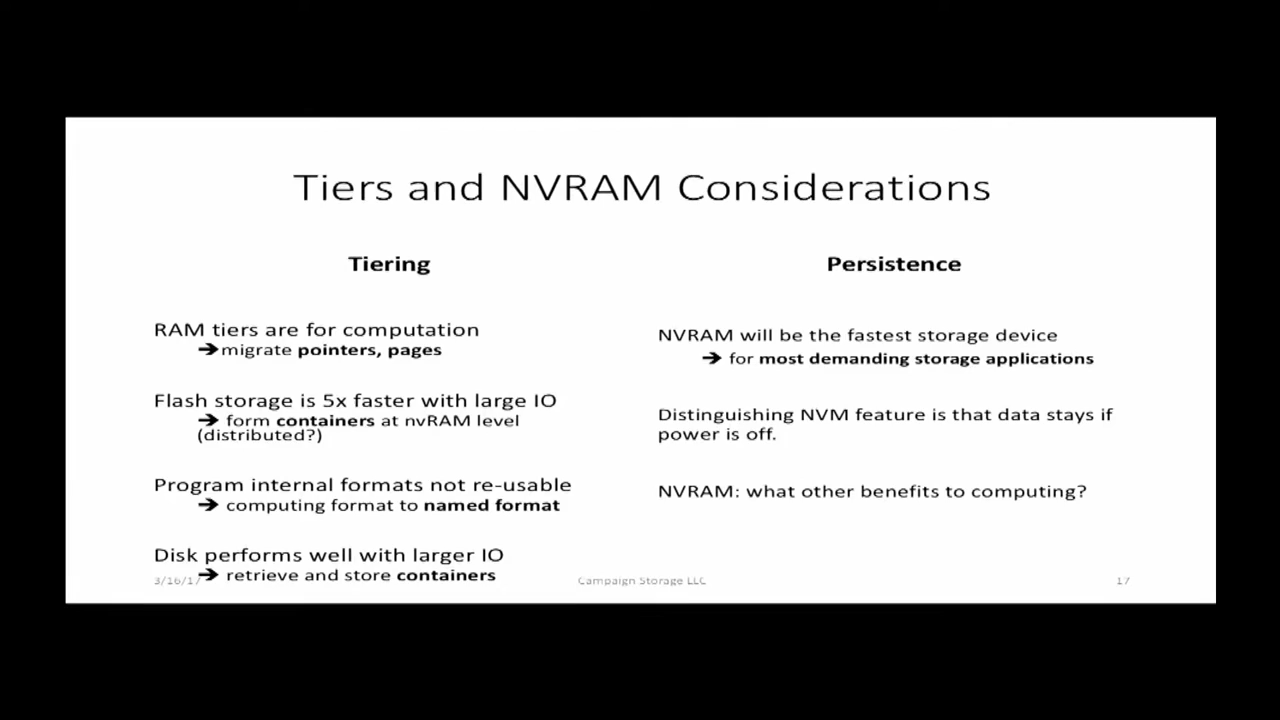 Tiers and NVRAM Considerations
Tiering
RAM tiers are for computation
➔migrate pointers, pages
Flash storage is 5x faster with large IO
➔ form containers at nvRAM level
(distributed?)
Program internal formats not re-usable
➔ computing format to named format
Disk performs well with larger IO
➔ retrieve and store containers
Persistence
NVRAM will be the fastest storage device
➔ for most demanding storage applications
Distinguishing NVM feature is that data stays if
power is off.
NVRAM: what other benefits to computing?
3/16/17
Campaign Storage LLC
17